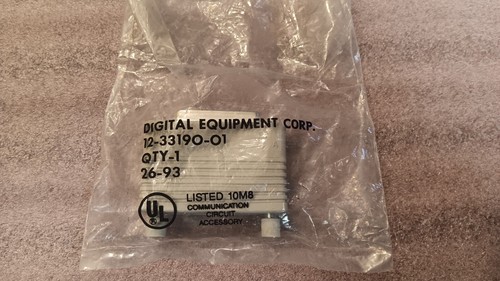 DIGITAL EQUIPMENT CORP.
12-33190-01
QTY-1
26-93
UL
LISTED 10M8
COMMUNICATION
CIRCUIT
ACCESSORY